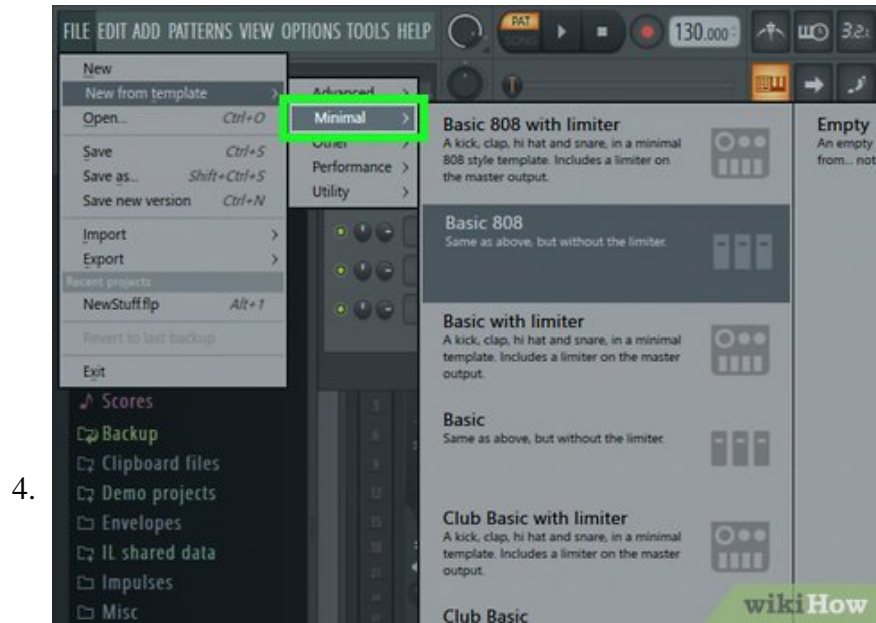 FILE EDIT ADD PATTERNS VIEW OPTIONS TOOLS HELP
PAT
SONG
130.000
3.2.1
New
New from template >
Open... Ctrl+O
Save Ctrl+S
Save as... Shift+Ctrl+S
Save new version Ctrl+N
Import >
Export >
Recent projects
NewStuff.flp Alt+1
Revert to last backup
Exit
Advanced >
Minimal >
Other >
Performance >
Utility >
Basic 808 with limiter
A kick, clap, hi hat and snare, in a minimal
808 style template. Includes a limiter on
the master output.
Basic 808
Same as above, but without the limiter.
Basic with limiter
A kick, clap, hi hat and snare, in a minimal
template. Includes a limiter on the master
output.
Basic
Same as above, but without the limiter.
Club Basic with limiter
A kick, clap, hi hat and snare, in a minimal
template. Includes a limiter on the master
output.
Club Basic
Empty
An empty
from... not
Scores
Backup
Clipboard files
Demo projects
Envelopes
IL shared data
Impulses
Misc
4.
wikiHow